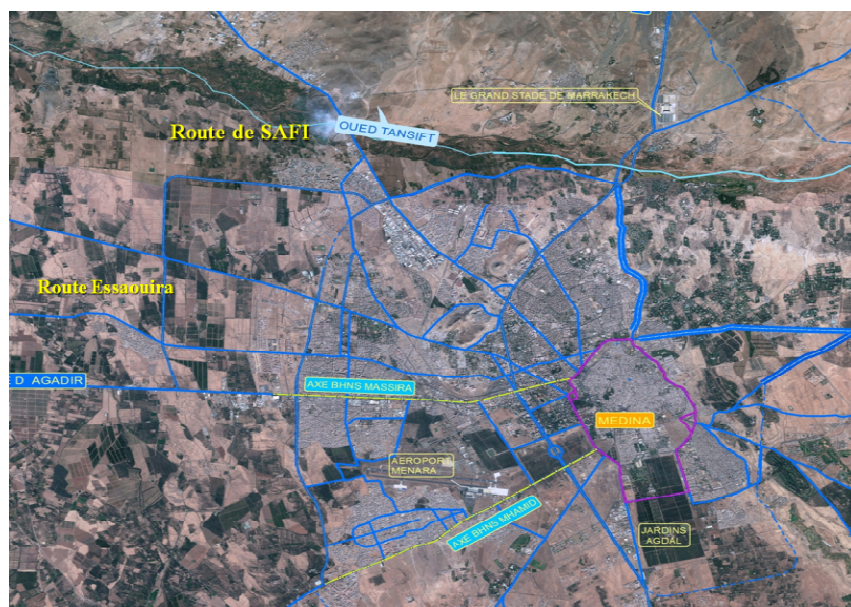 LE GRAND STADE DE MARRAKECH
Route de SAFI
OUED TANSIFT
Route Essaouira
E D AGADIR
AXE BHNS MASSIRA
MEDINA
AEROPORT
MENARA
AXE BHNS MHAMID
JARDINS
AGDAL